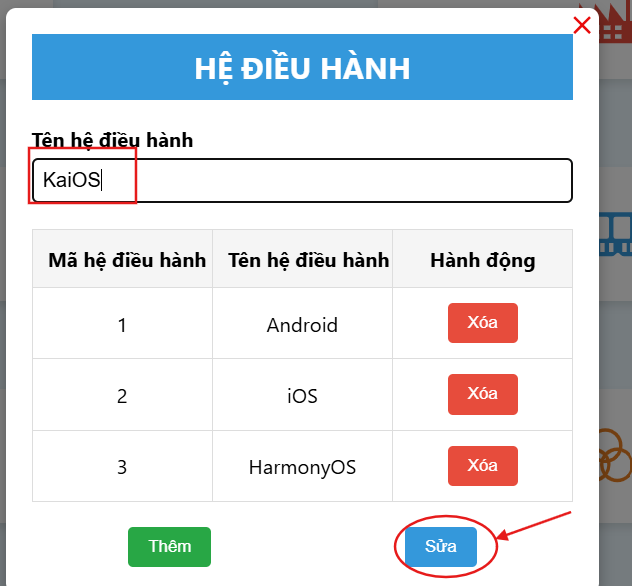 HỆ ĐIỀU HÀNH
Tên hệ điều hành
KaiOS
Mã hệ điều hành Tên hệ điều hành Hành động
1 Android Xóa
2 iOS Xóa
3 HarmonyOS Xóa
Thêm Sửa